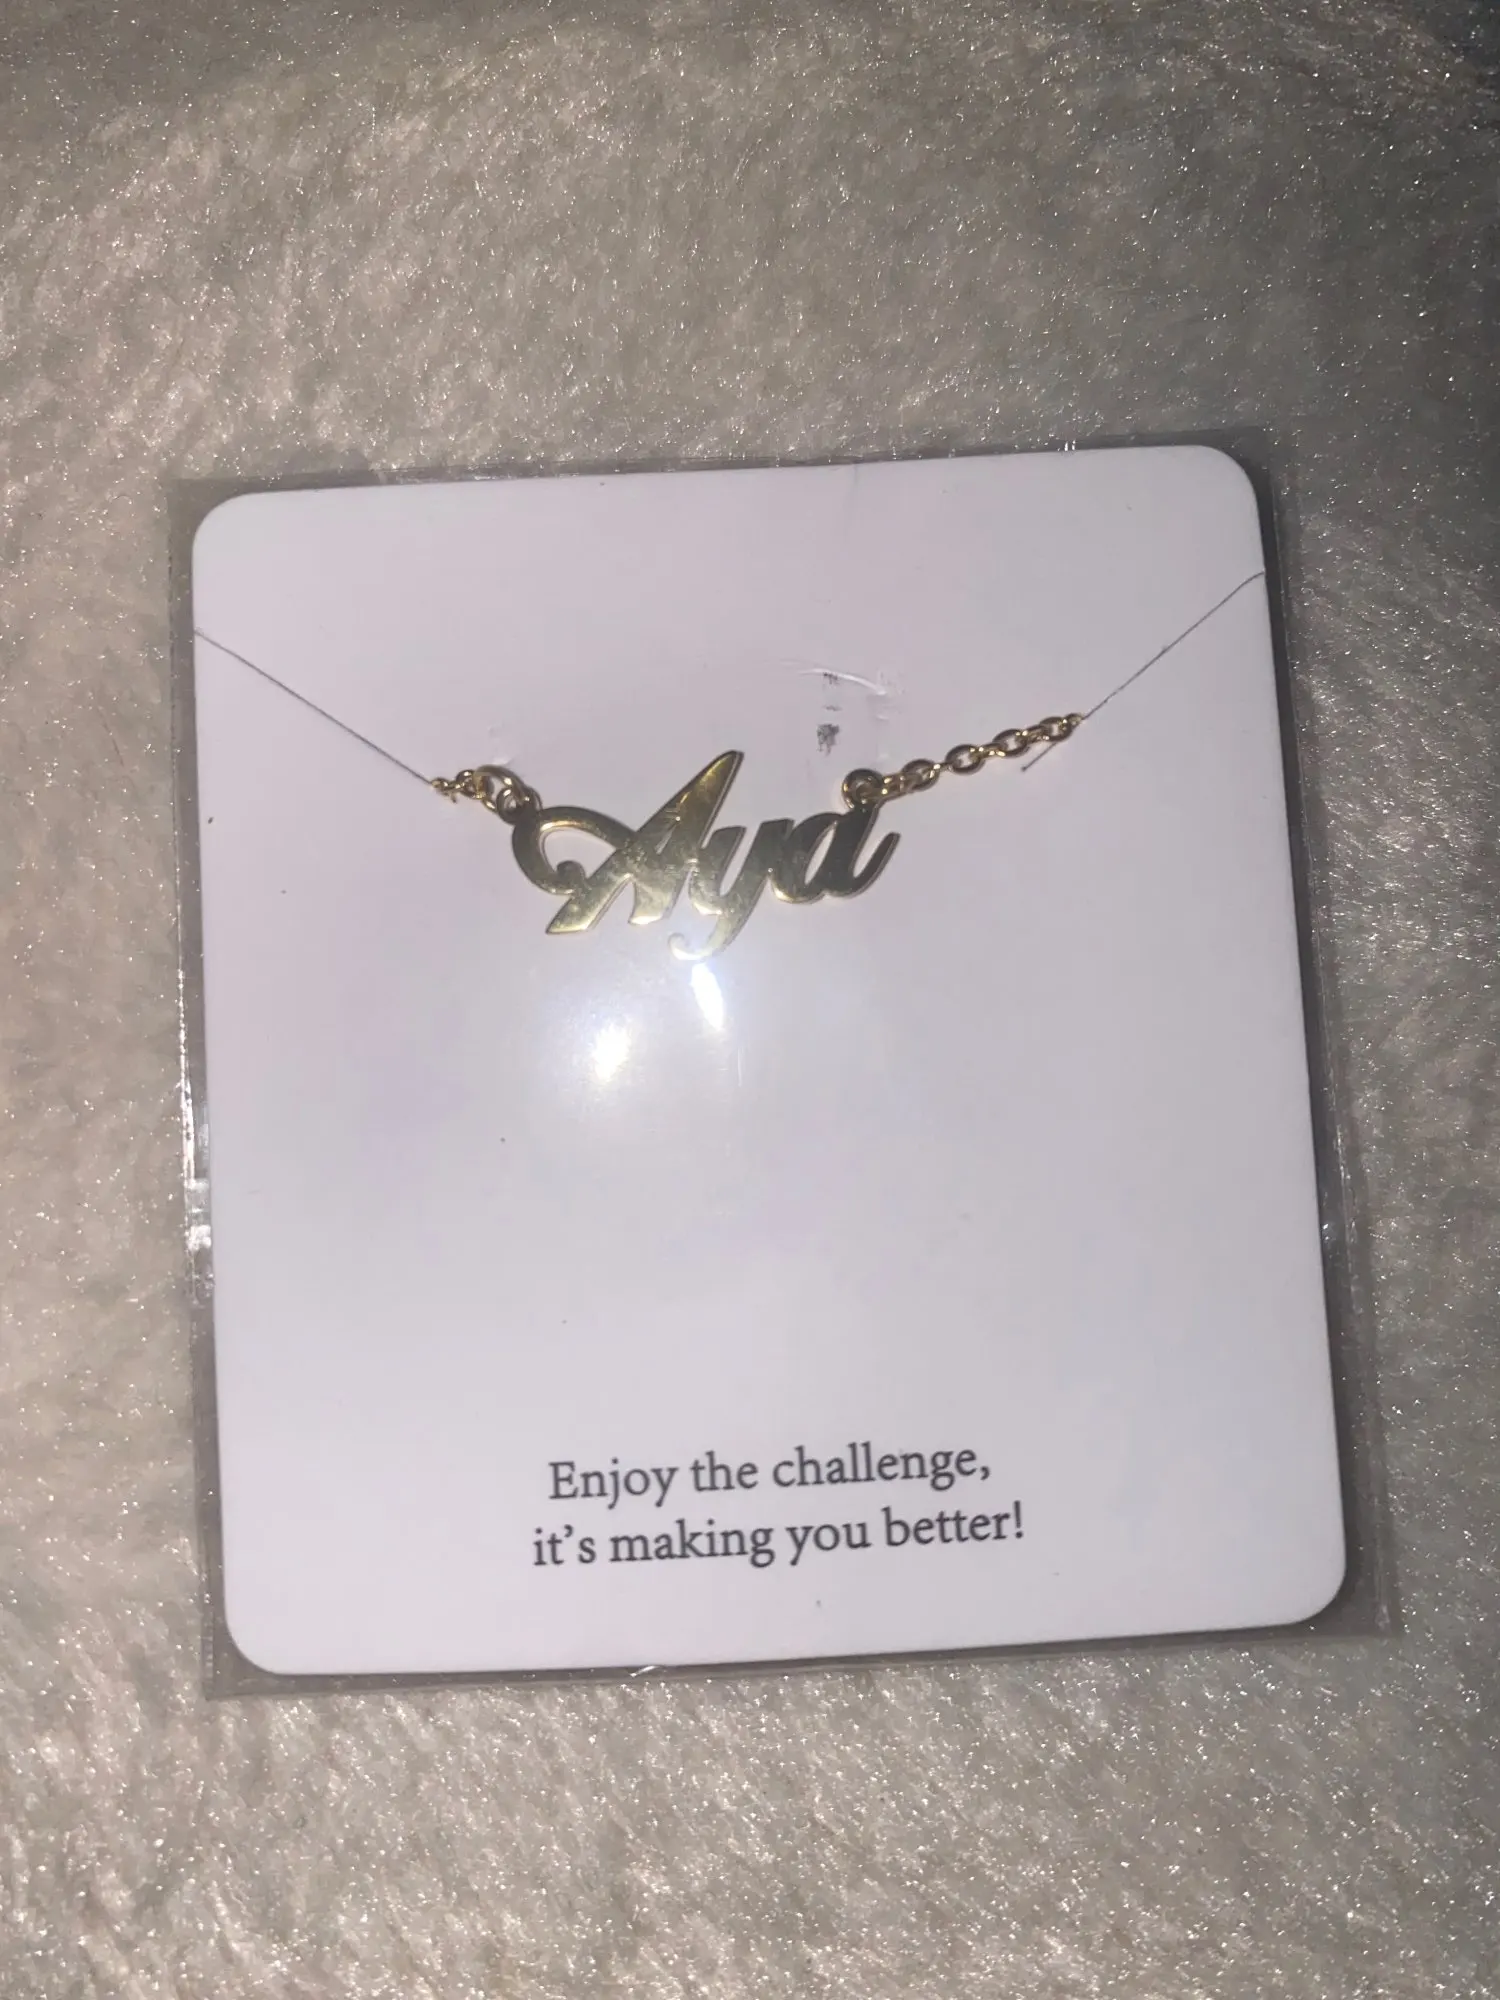 Aya
Enjoy the challenge,
it’s making you better!